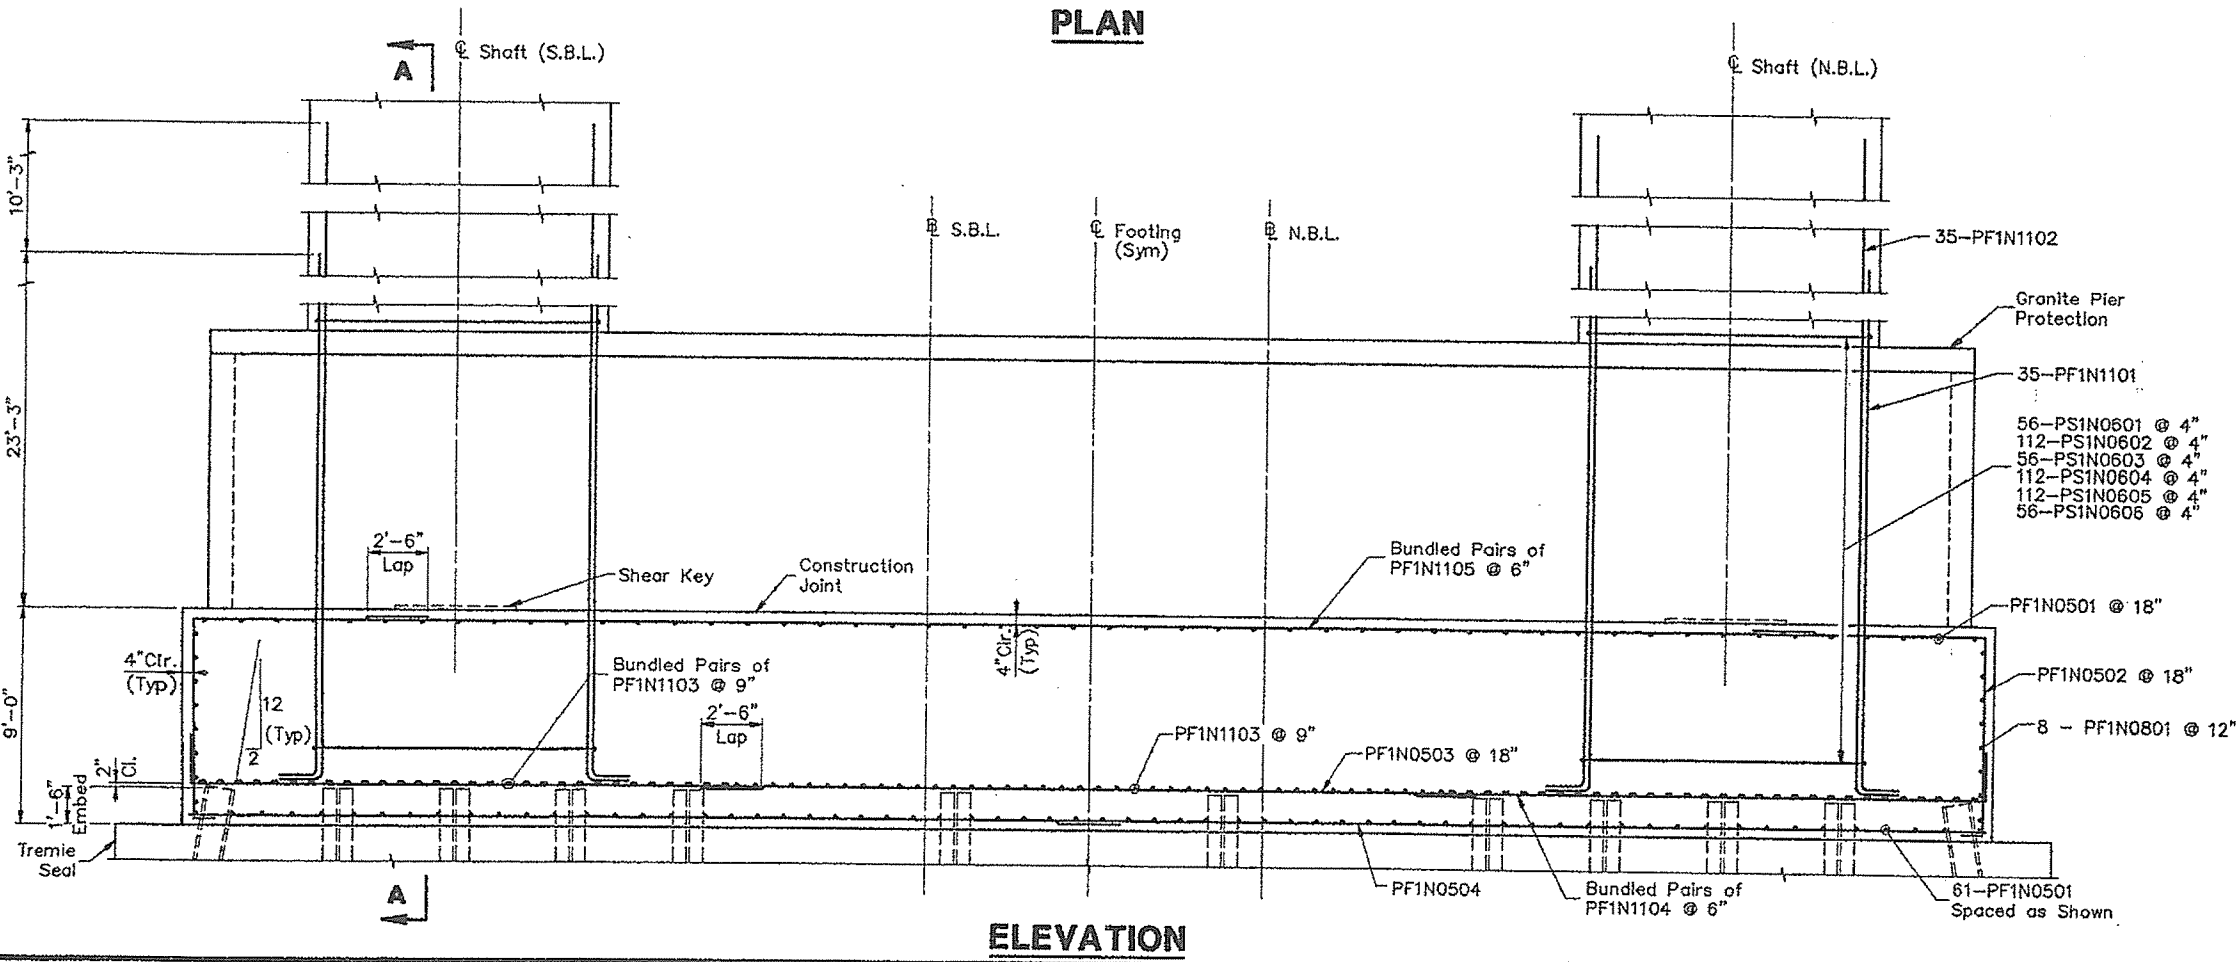 PLAN
A
℄ Shaft (S.B.L.)
℄ Shaft (N.B.L.)
10'-3"
23'-3"
9'-0"
1'-6"
Embed
2"
Cl.
℄ S.B.L.
℄ Footing
(Sym)
℄ N.B.L.
35-PF1N1102
Granite Pier
Protection
35-PF1N1101
56-PS1N0601 @ 4"
112-PS1N0602 @ 4"
56-PS1N0603 @ 4"
112-PS1N0604 @ 4"
112-PS1N0605 @ 4"
56-PS1N0606 @ 4"
2'-6"
Lap
Shear Key
Construction
Joint
Bundled Pairs of
PF1N1105 @ 6"
PF1N0501 @ 18"
4"Clr.
(Typ)
4"Clr.
(Typ)
Bundled Pairs of
PF1N1103 @ 9"
12
2
(Typ)
2'-6"
Lap
PF1N1103 @ 9"
PF1N0503 @ 18"
PF1N0502 @ 18"
8 - PF1N0801 @ 12"
Tremie
Seal
A
PF1N0504
Bundled Pairs of
PF1N1104 @ 6"
61-PF1N0501
Spaced as Shown
ELEVATION